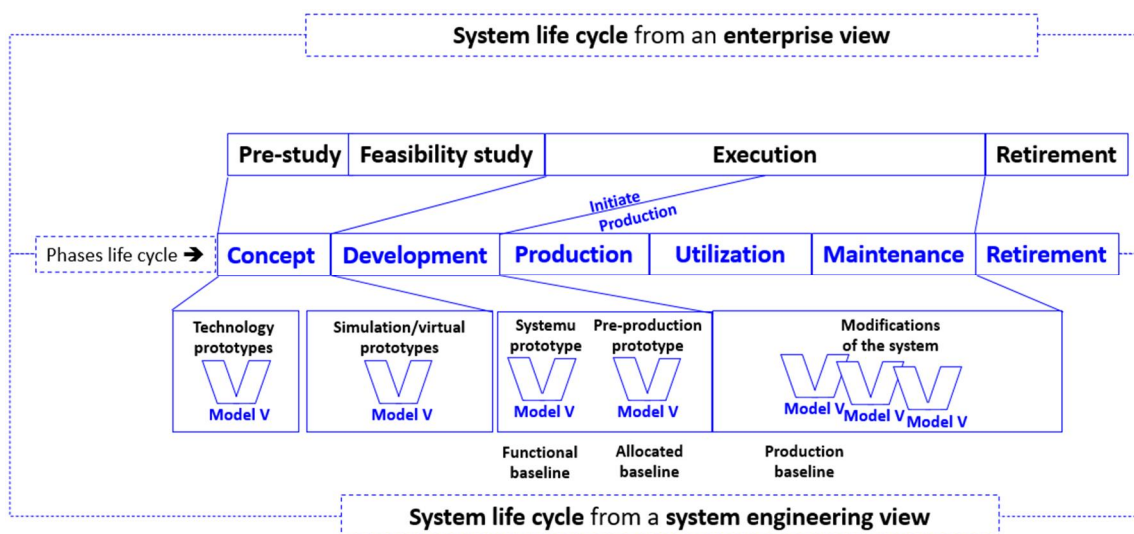 System life cycle from an enterprise view
Pre-study Feasibility study Execution Retirement
Initiate
Production
Phases life cycle ➔ Concept Development Production Utilization Maintenance Retirement
Technology
prototypes
Model V
Simulation/virtual
prototypes
Model V
Systemu
prototype
Model V
Pre-production
prototype
Model V
Modifications
of the system
Model V
Model V
Model V
Functional
baseline
Allocated
baseline
Production
baseline
System life cycle from a system engineering view